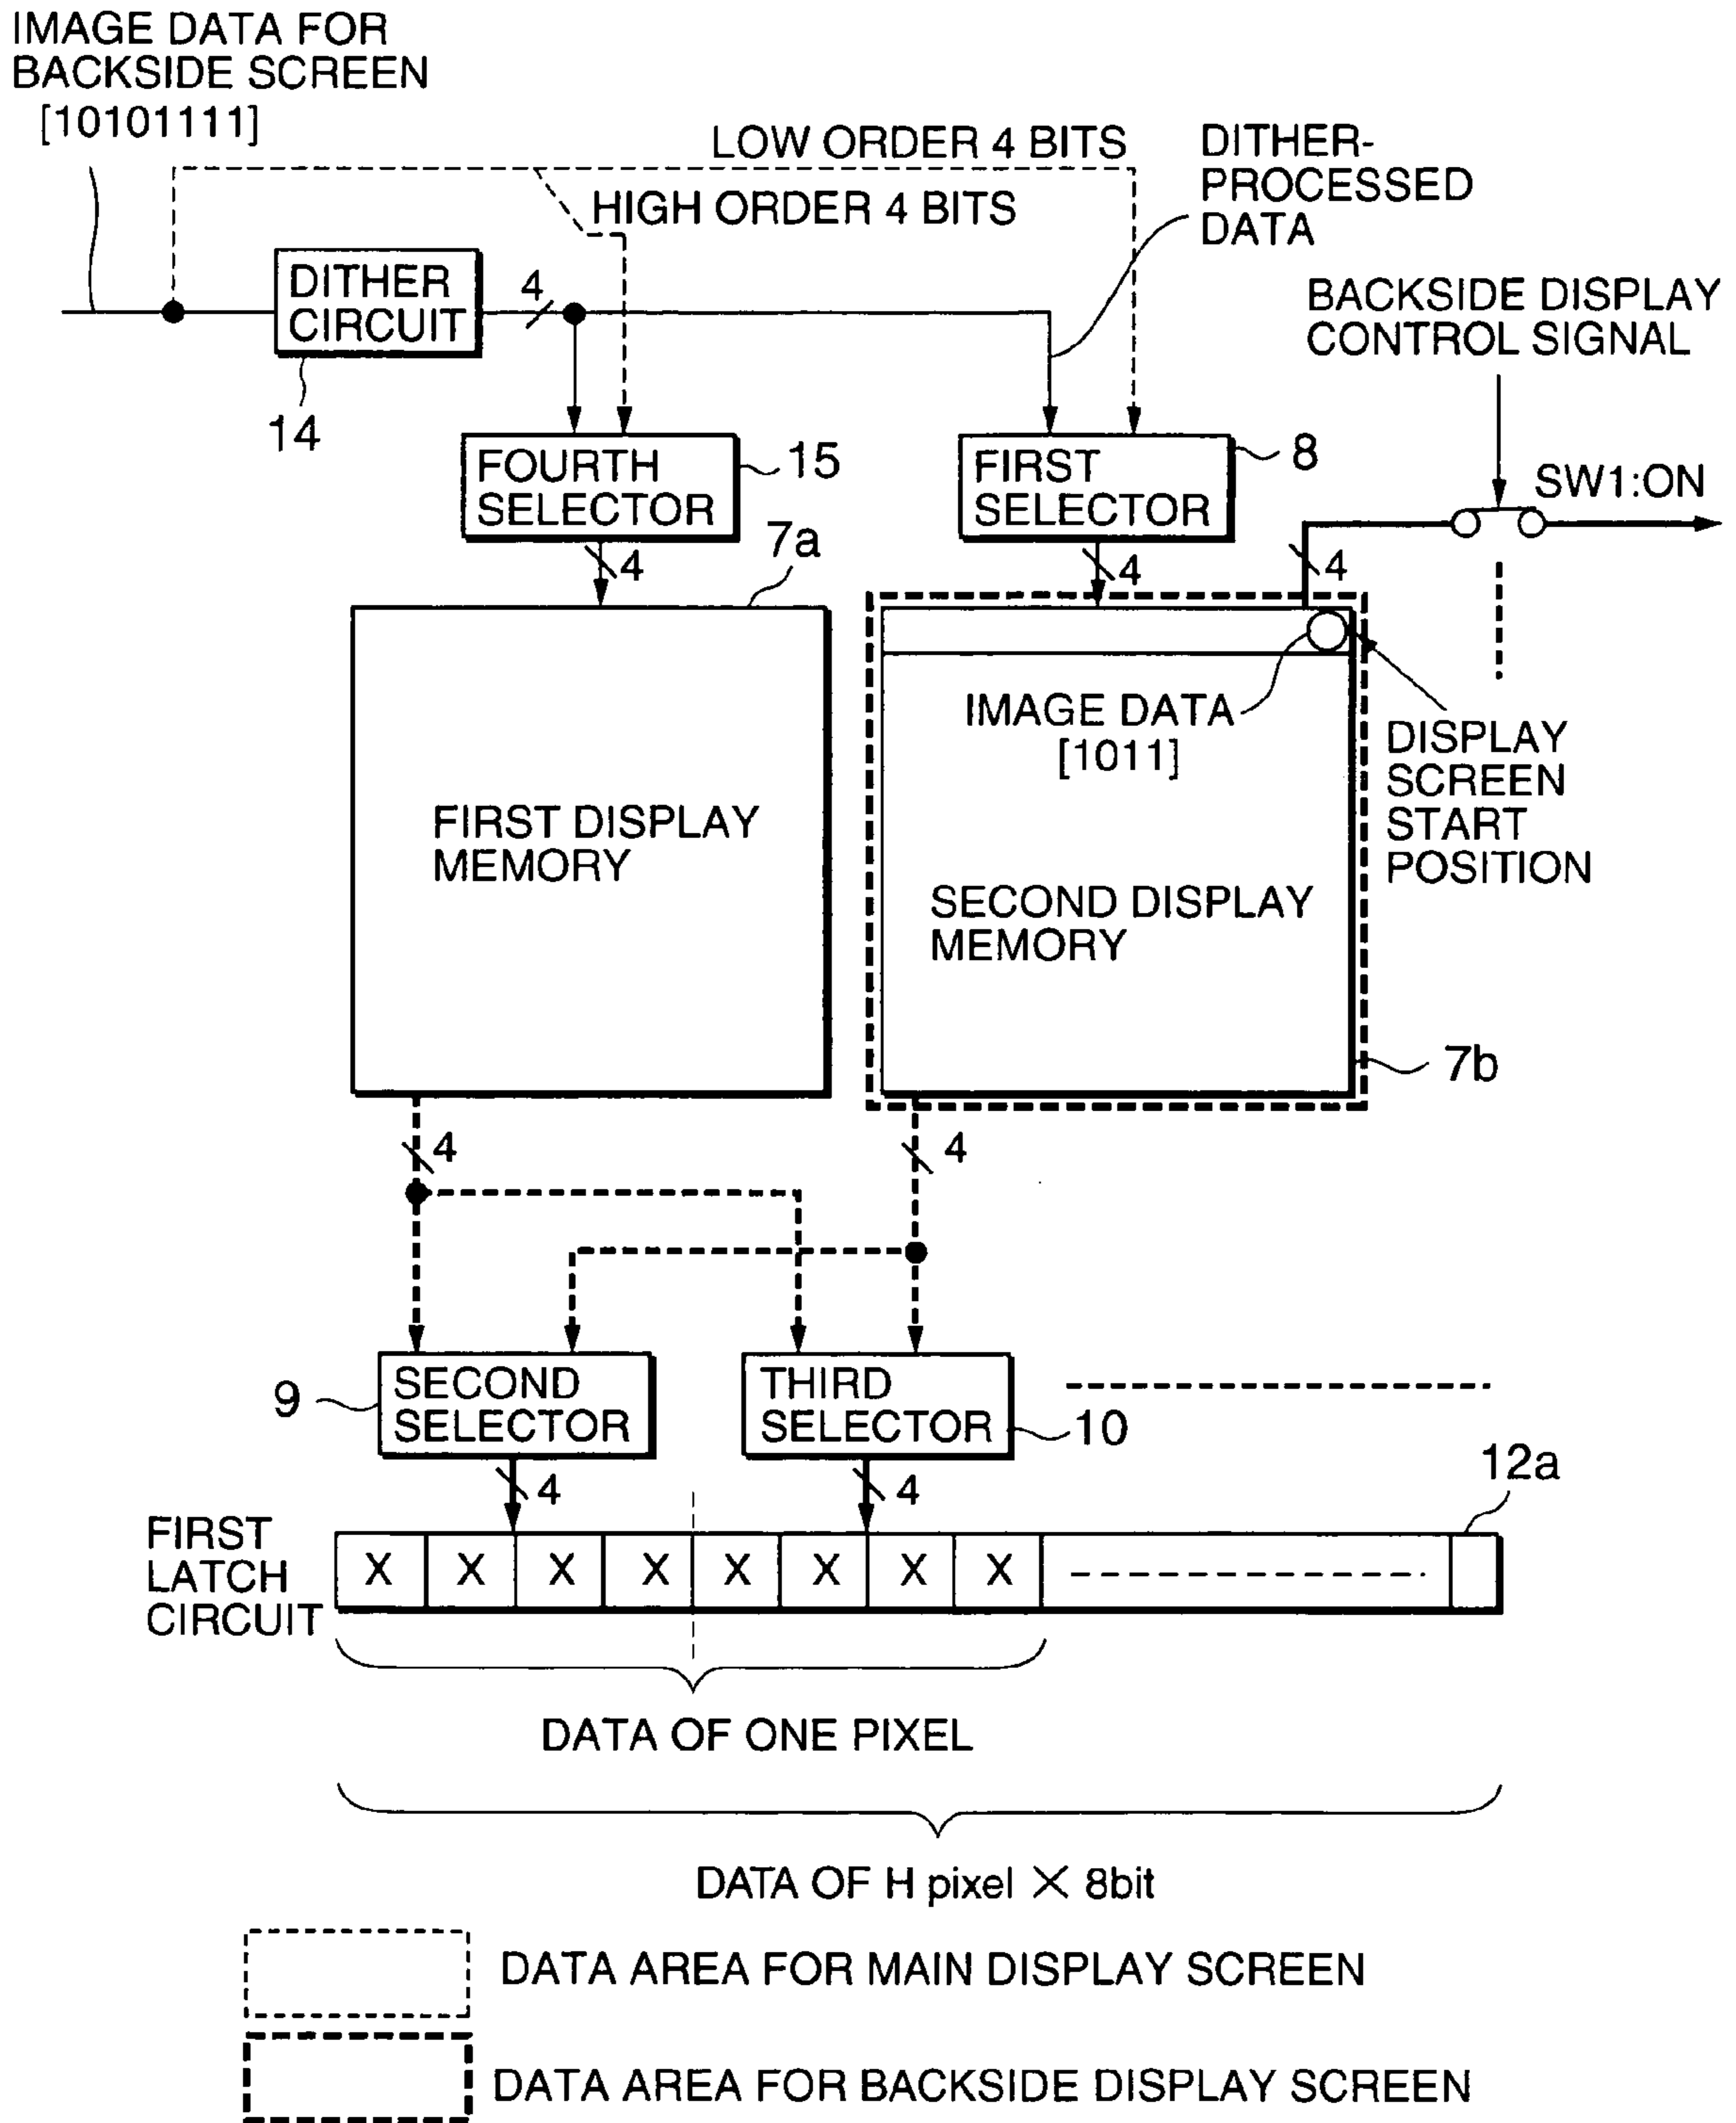 IMAGE DATA FOR
BACKSIDE SCREEN
[10101111]
LOW ORDER 4 BITS
HIGH ORDER 4 BITS
DITHER-
PROCESSED
DATA
DITHER
CIRCUIT
4
14
BACKSIDE DISPLAY
CONTROL SIGNAL
FOURTH
SELECTOR
15
FIRST
SELECTOR
8
SW1:ON
7a
4
4
4
IMAGE DATA
[1011]
DISPLAY
SCREEN
START
POSITION
FIRST DISPLAY
MEMORY
SECOND DISPLAY
MEMORY
7b
4
4
9
SECOND
SELECTOR
THIRD
SELECTOR
10
4
4
12a
FIRST
LATCH
CIRCUIT
X X X X X X X X
DATA OF ONE PIXEL
DATA OF H pixel X 8bit
DATA AREA FOR MAIN DISPLAY SCREEN
DATA AREA FOR BACKSIDE DISPLAY SCREEN